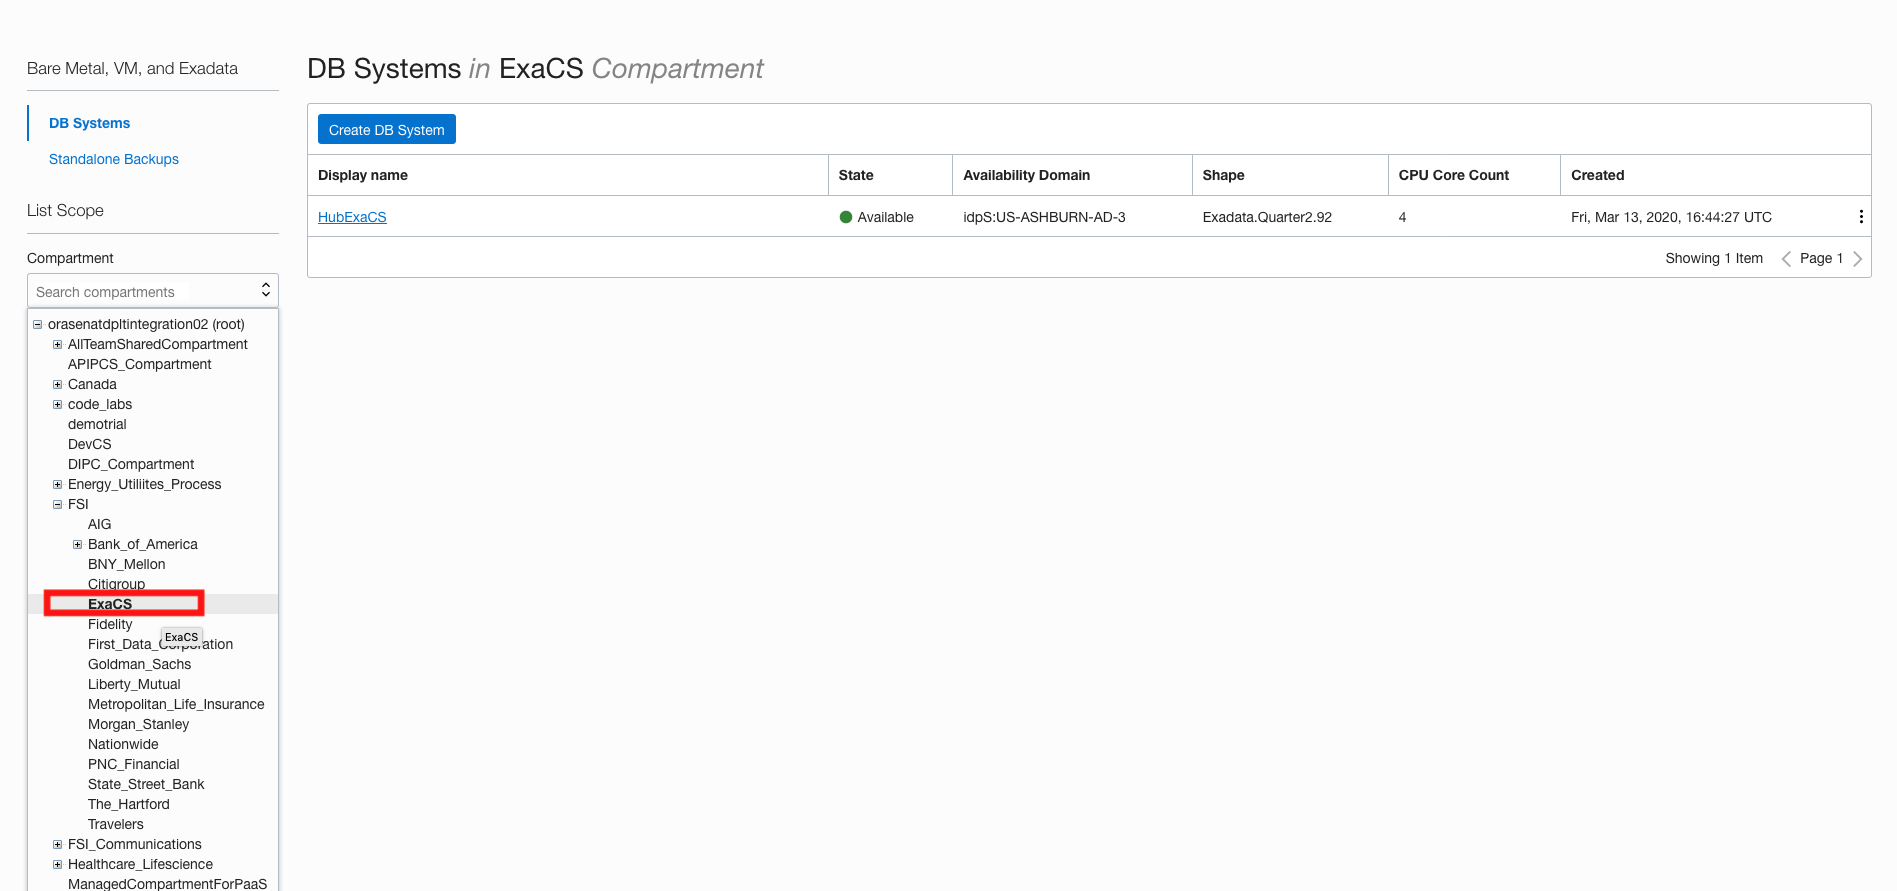 Bare Metal, VM, and Exadata
DB Systems
Standalone Backups
List Scope
Compartment
Search compartments
orasenatdpltintegration02 (root)
AllTeamSharedCompartment
APIPCS_Compartment
Canada
code_labs
demotrial
DevCS
DIPC_Compartment
Energy_Utiliites_Process
FSI
AIG
Bank_of_America
BNY_Mellon
Citigroup
ExaCS
Fidelity
ExaCS
First_Data_Corporation
Goldman_Sachs
Liberty_Mutual
Metropolitan_Life_Insurance
Morgan_Stanley
Nationwide
PNC_Financial
State_Street_Bank
The_Hartford
Travelers
FSI_Communications
Healthcare_Lifescience
ManagedCompartmentForPaaS
DB Systems in ExaCS Compartment
Create DB System
Display name State Availability Domain Shape CPU Core Count Created
HubExaCS Available idpS:US-ASHBURN-AD-3 Exadata.Quarter2.92 4 Fri, Mar 13, 2020, 16:44:27 UTC
Showing 1 Item Page 1